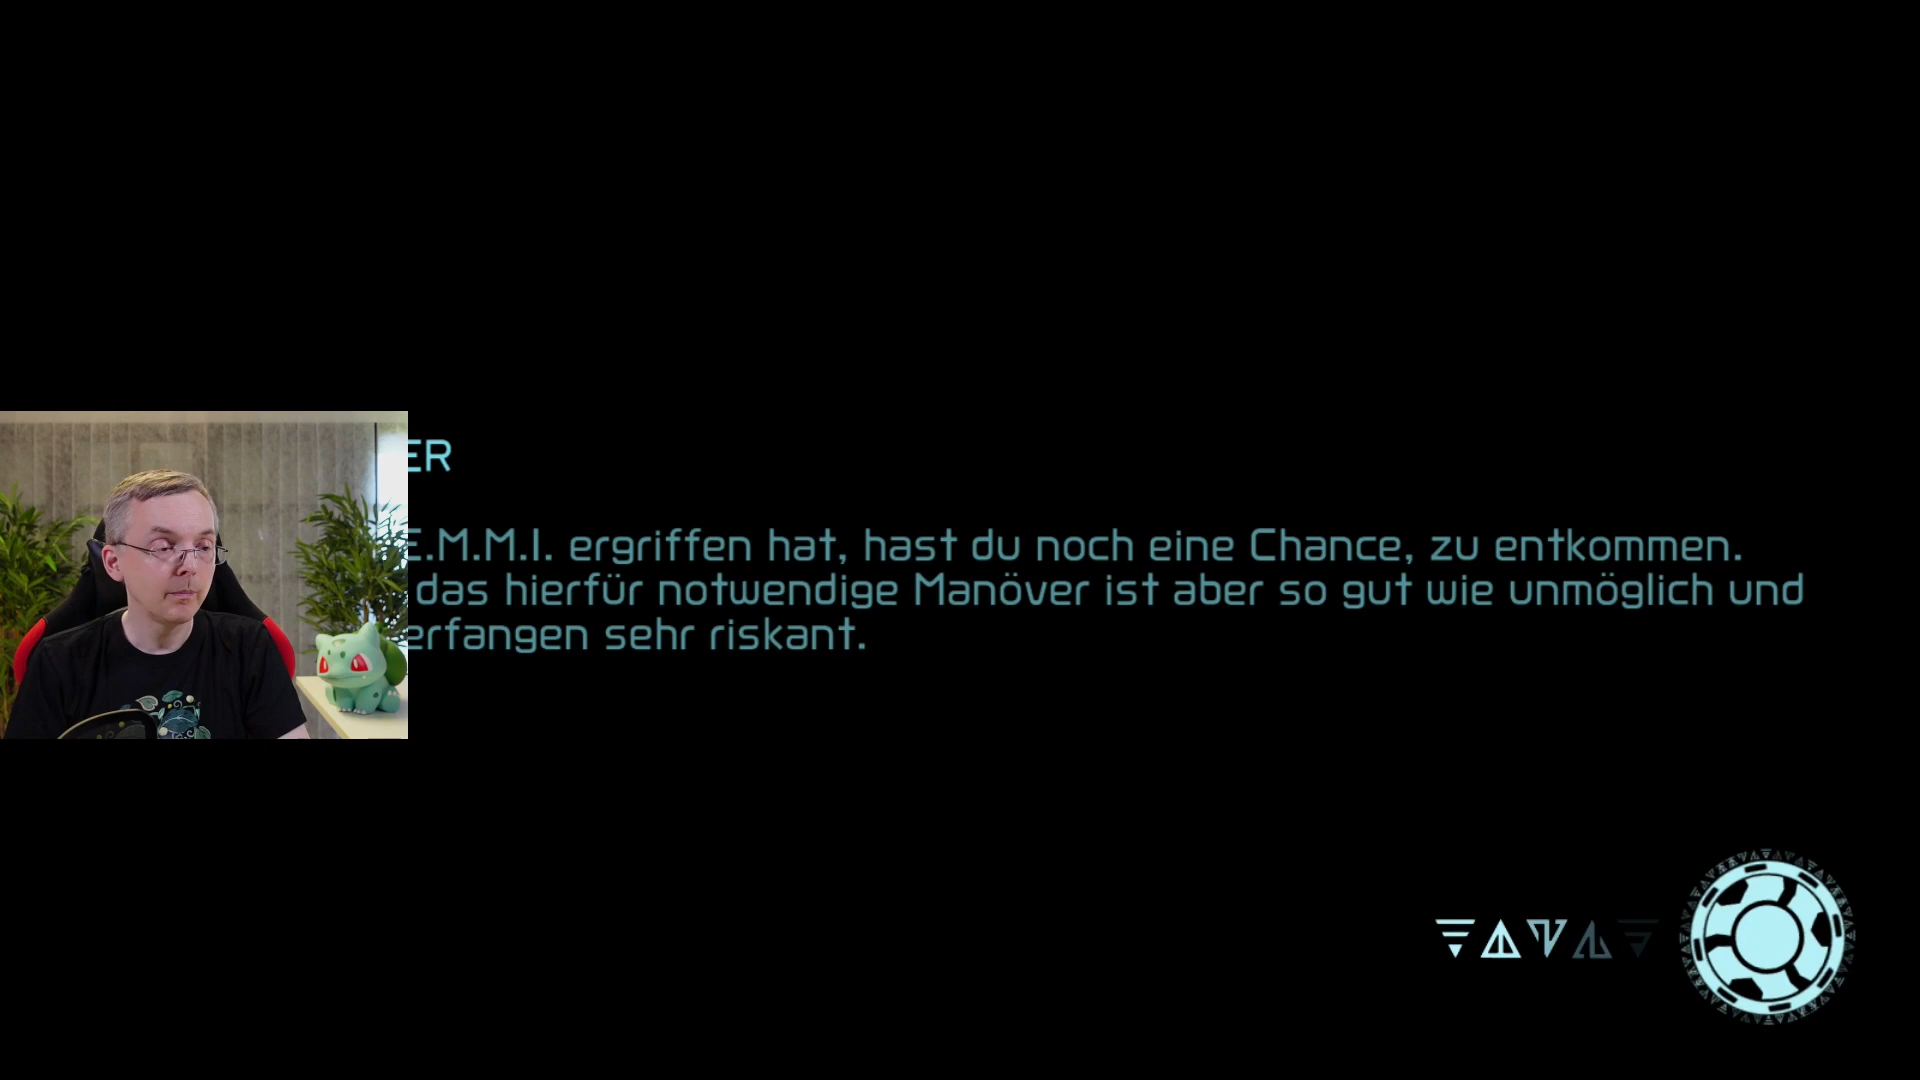 ER
E.M.M.I. ergriffen hat, hast du noch eine Chance, zu entkommen.
das hierfür notwendige Manöver ist aber so gut wie unmöglich und
erfangen sehr riskant.